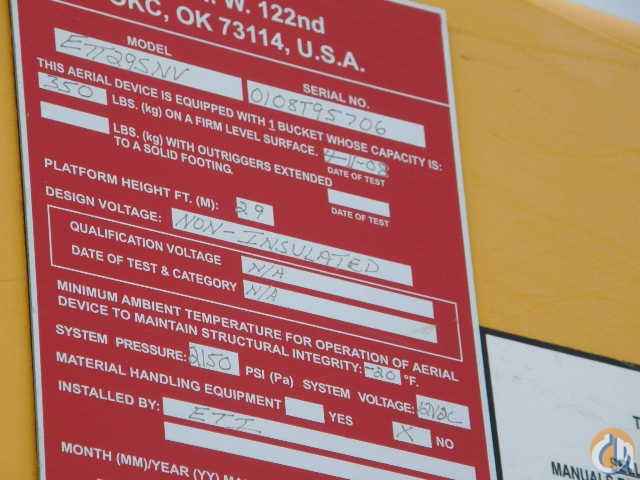 W. 122nd
OKC, OK 73114, U.S.A.
MODEL
ETT29SNV
SERIAL NO.
0108T95706
THIS AERIAL DEVICE IS EQUIPPED WITH 1 BUCKET WHOSE CAPACITY IS:
350 LBS. (kg) ON A FIRM LEVEL SURFACE.
DATE OF TEST
LBS. (kg) WITH OUTRIGGERS EXTENDED
TO A SOLID FOOTING.
DATE OF TEST
PLATFORM HEIGHT FT. (M): 29
DESIGN VOLTAGE: NON-INSULATED
QUALIFICATION VOLTAGE N/A
DATE OF TEST & CATEGORY N/A
MINIMUM AMBIENT TEMPERATURE FOR OPERATION OF AERIAL
DEVICE TO MAINTAIN STRUCTURAL INTEGRITY: -20 °F.
SYSTEM PRESSURE: 2150 PSI (Pa) SYSTEM VOLTAGE:
MATERIAL HANDLING EQUIPMENT YES X NO
INSTALLED BY: ETI
MONTH (MM)/YEAR (YY)
MANUALS